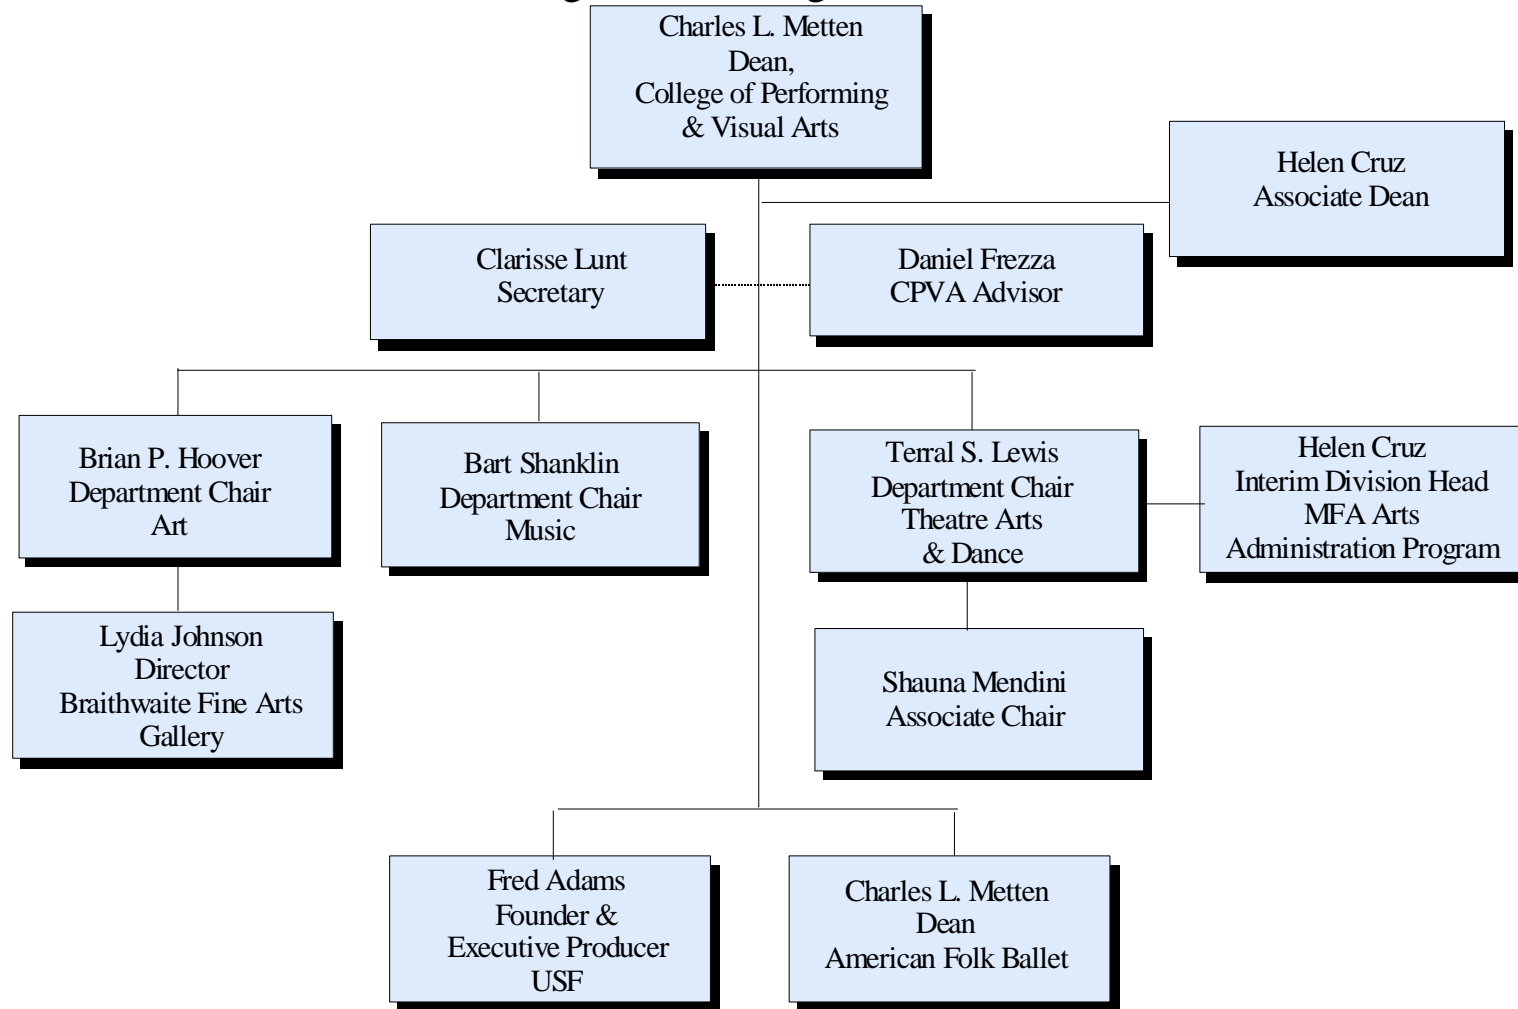 Charles L. Metten
Dean,
College of Performing
& Visual Arts
Helen Cruz
Associate Dean
Clarisse Lunt
Secretary
Daniel Frezza
CPVA Advisor
Brian P. Hoover
Department Chair
Art
Bart Shanklin
Department Chair
Music
Terral S. Lewis
Department Chair
Theatre Arts
& Dance
Helen Cruz
Interim Division Head
MFA Arts
Administration Program
Lydia Johnson
Director
Braithwaite Fine Arts
Gallery
Shauna Mendini
Associate Chair
Fred Adams
Founder &
Executive Producer
USF
Charles L. Metten
Dean
American Folk Ballet